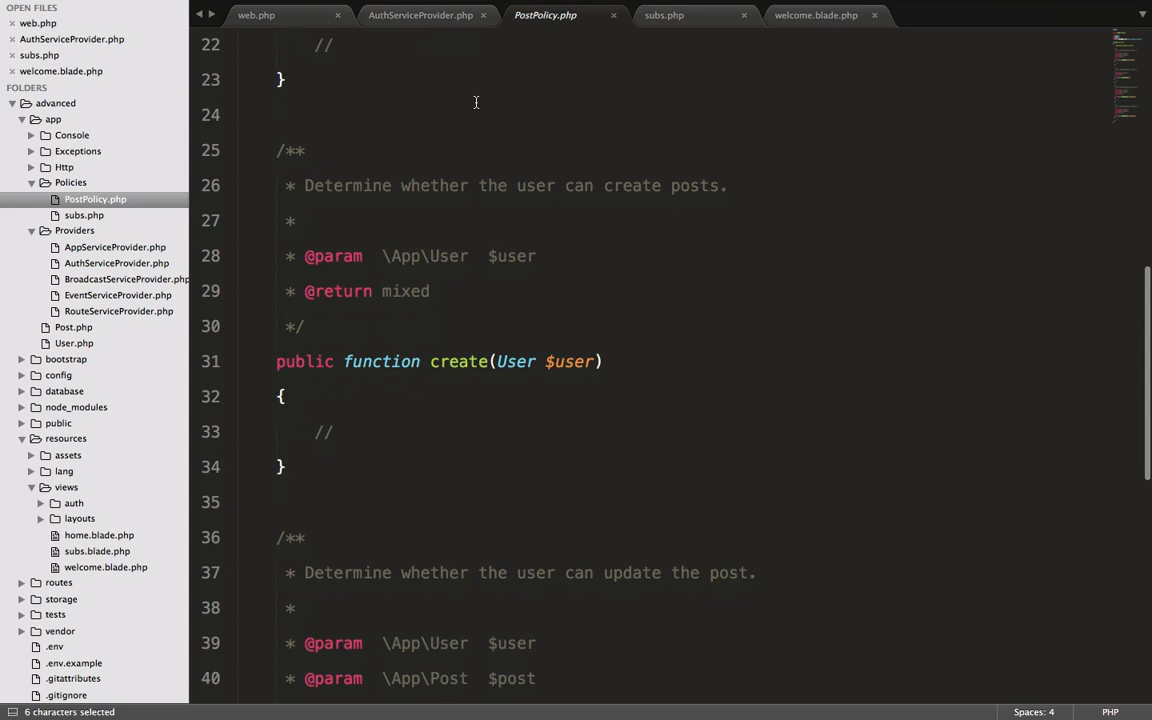 OPEN FILES
web.php
AuthServiceProvider.php
subs.php
welcome.blade.php
FOLDERS
advanced
app
Console
Exceptions
Http
Policies
PostPolicy.php
subs.php
Providers
AppServiceProvider.php
AuthServiceProvider.php
BroadcastServiceProvider.php
EventServiceProvider.php
RouteServiceProvider.php
Post.php
User.php
bootstrap
config
database
node_modules
public
resources
assets
lang
views
auth
layouts
home.blade.php
subs.blade.php
welcome.blade.php
routes
storage
tests
vendor
.env
.env.example
.gitattributes
.gitignore
web.php AuthServiceProvider.php PostPolicy.php subs.php welcome.blade.php
22 //
23 }
24
25 /**
26 * Determine whether the user can create posts.
27 *
28 * @param \App\User $user
29 * @return mixed
30 */
31 public function create(User $user)
32 {
33 //
34 }
35
36 /**
37 * Determine whether the user can update the post.
38 *
39 * @param \App\User $user
40 * @param \App\Post $post
6 characters selected Spaces: 4 PHP